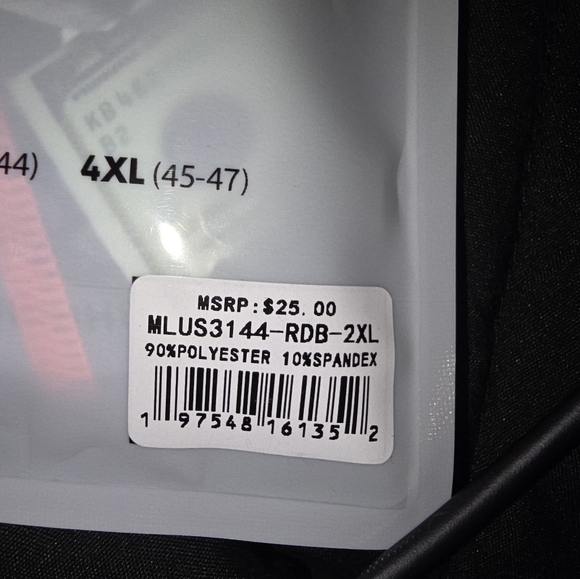 44) 4XL (45-47)
MSRP:$25.00
MLUS3144-RDB-2XL
90%POLYESTER 10%SPANDEX
1 97548 16135 2